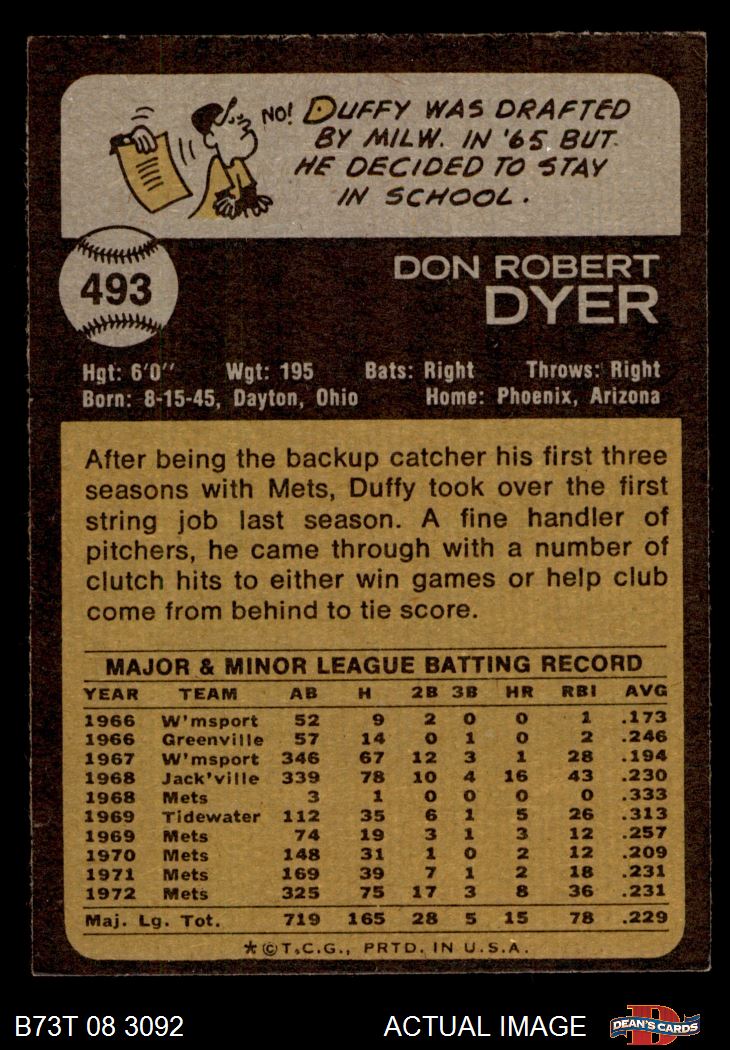 NO! DUFFY WAS DRAFTED
BY MILW. IN '65 BUT
HE DECIDED TO STAY
IN SCHOOL.
493
DON ROBERT
DYER
Hgt: 6'0" Wgt: 195 Bats: Right Throws: Right
Born: 8-15-45, Dayton, Ohio Home: Phoenix, Arizona
After being the backup catcher his first three
seasons with Mets, Duffy took over the first
string job last season. A fine handler of
pitchers, he came through with a number of
clutch hits to either win games or help club
come from behind to tie score.
MAJOR & MINOR LEAGUE BATTING RECORD
YEAR TEAM AB H 2B 3B HR RBI AVG
1966 W'msport 52 9 2 0 0 1 .173
1966 Greenville 57 14 0 1 0 2 .246
1967 W'msport 346 67 12 3 1 28 .194
1968 Jack'ville 339 78 10 4 16 43 .230
1968 Mets 3 1 0 0 0 0 .333
1969 Tidewater 112 35 6 1 5 26 .313
1969 Mets 74 19 3 1 3 12 .257
1970 Mets 148 31 1 0 2 12 .209
1971 Mets 169 39 7 1 2 18 .231
1972 Mets 325 75 17 3 8 36 .231
Maj. Lg. Tot. 719 165 28 5 15 78 .229
*©T.C.G., PRTD. IN U.S.A.
B73T 08 3092 ACTUAL IMAGE DEAN'S CARDS